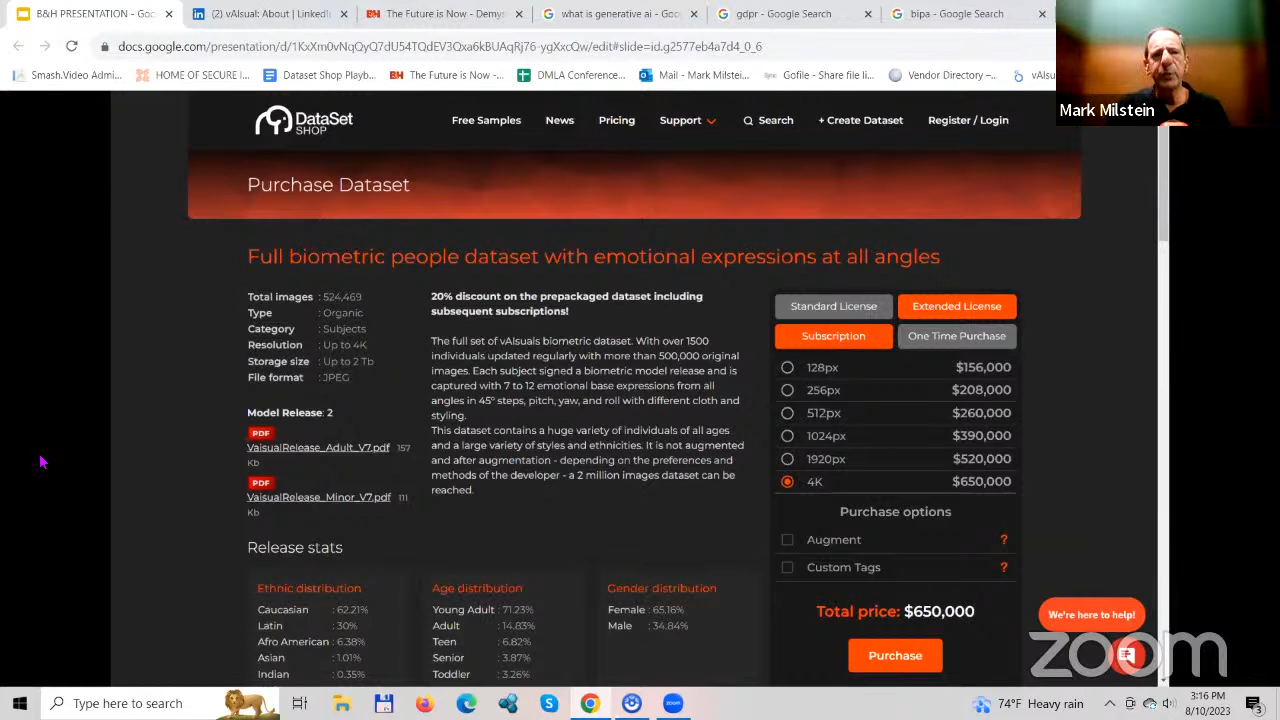 B&H PRESENTATION - Google S
vAIsual: About | LinkedI
The Future is Now - Demys
what is generative ai - Goo
gdpr - Google Search
bipa - Google Search
docs.google.com/presentation/d/1KxXm0vNqQyQ7dU54TQdEV3Qxa6kBUAqRj76-ygXxcQw/edit#slide=id.g2577eb4a7d4_0_6
Smash.Video Admi...
HOME OF SECURE I...
Dataset Shop Playb...
The Future is Now -...
DMLA Conference...
Mail - Mark Milstei...
Gofile - Share file li...
Vendor Directory –...
vAIsu
Mark Milstein
DataSet
SHOP
Free Samples
News
Pricing
Support
Search
+ Create Dataset
Register / Login
Purchase Dataset
Full biometric people dataset with emotional expressions at all angles
Total images : 524,469
Type : Organic
Category : Subjects
Resolution : Up to 4K
Storage size : Up to 2 Tb
File format : JPEG
Model Release: 2
PDF
VaisualRelease_Adult_V7.pdf 157
Kb
PDF
VaisualRelease_Minor_V7.pdf 111
Kb
20% discount on the prepackaged dataset including
subsequent subscriptions!
The full set of vAIsuals biometric dataset. With over 1500
individuals updated regularly with more than 500,000 original
images. Each subject signed a biometric model release and is
captured with 7 to 12 emotional base expressions from all
angles in 45º steps, pitch, yaw, and roll with different cloth and
styling.
This dataset contains a huge variety of individuals of all ages
and a large variety of styles and ethnicities. It is not augmented
and after augmentation - depending on the preferences and
methods of the developer - a 2 million images dataset can be
reached.
Standard License
Extended License
Subscription
One Time Purchase
128px $156,000
256px $208,000
512px $260,000
1024px $390,000
1920px $520,000
4K $650,000
Purchase options
Augment ?
Custom Tags ?
Total price: $650,000
Purchase
Release stats
Ethnic distribution
Caucasian : 62.21%
Latin : 30%
Afro American : 6.38%
Asian : 1.01%
Indian : 0.35%
Age distribution
Young Adult : 71.23%
Adult : 14.83%
Teen : 6.82%
Senior : 3.87%
Toddler : 3.26%
Gender distribution
Female : 65.16%
Male : 34.84%
We're here to help!
zoom
Type here to search
74°F Heavy rain
3:16 PM
8/10/2023
3